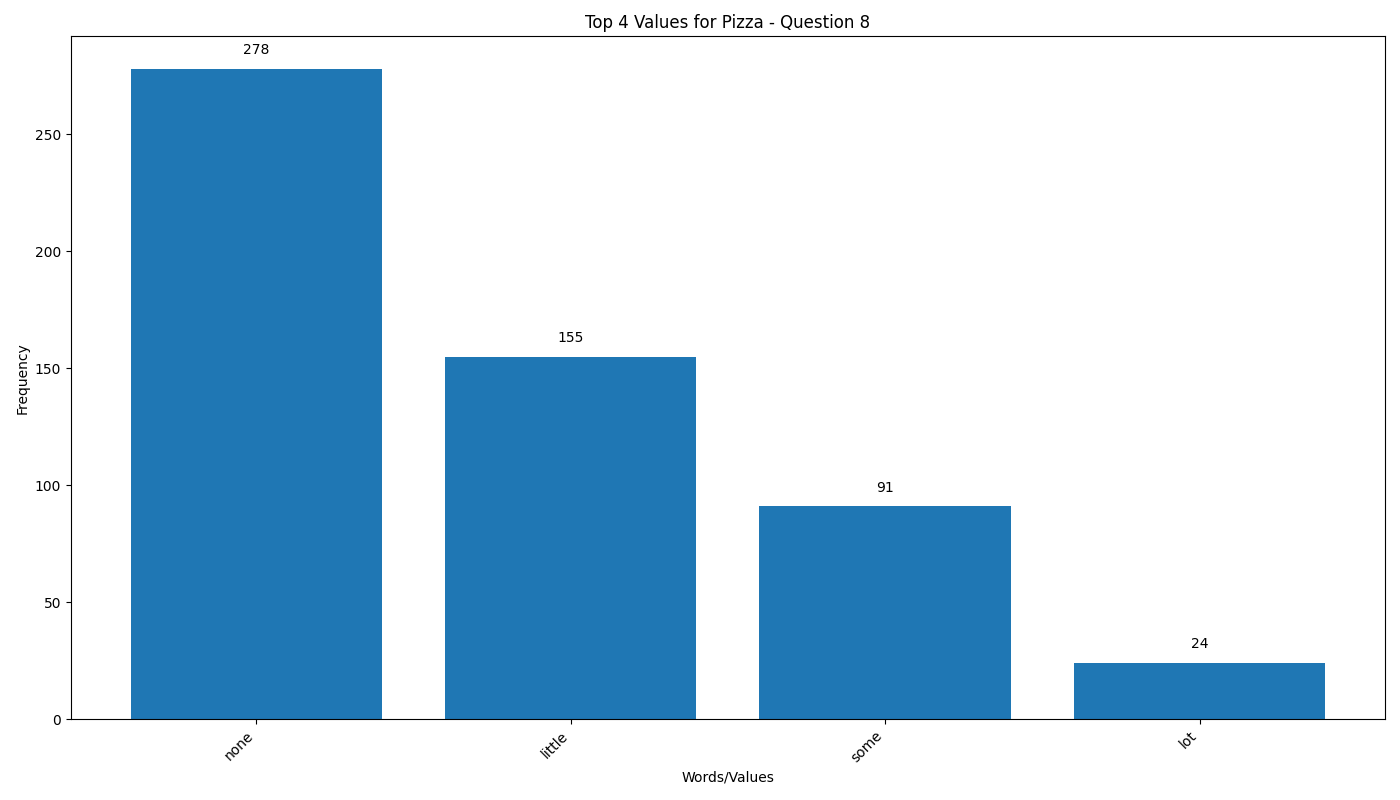 Top 4 Values for Pizza - Question 8
278
250
200
155
150
Frequency
100
91
50
24
0
none
little
some
lot
Words/Values